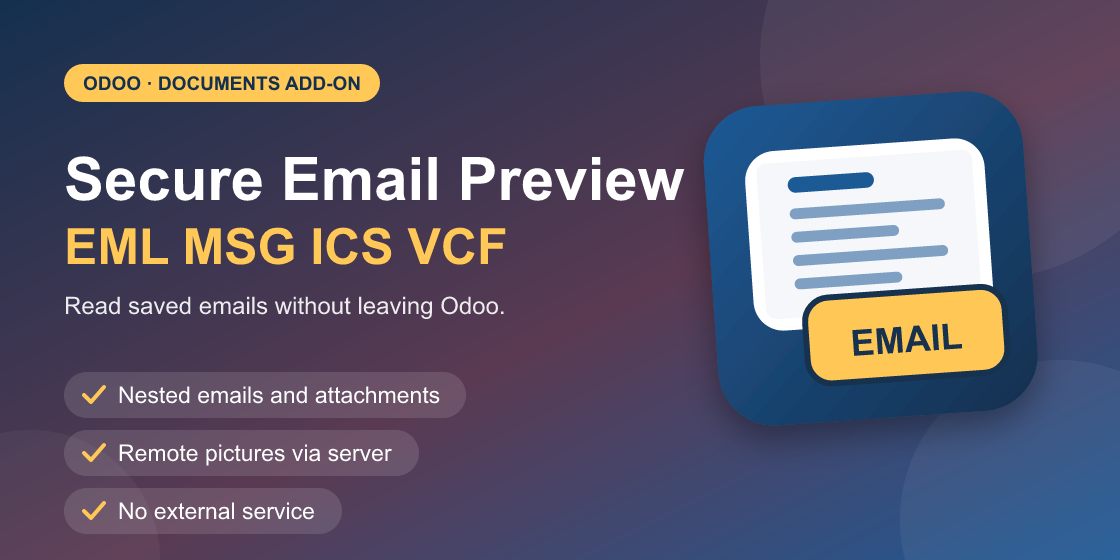 ODOO · DOCUMENTS ADD-ON
Secure Email Preview
EML MSG ICS VCF
Read saved emails without leaving Odoo.
Nested emails and attachments
Remote pictures via server
No external service
EMAIL